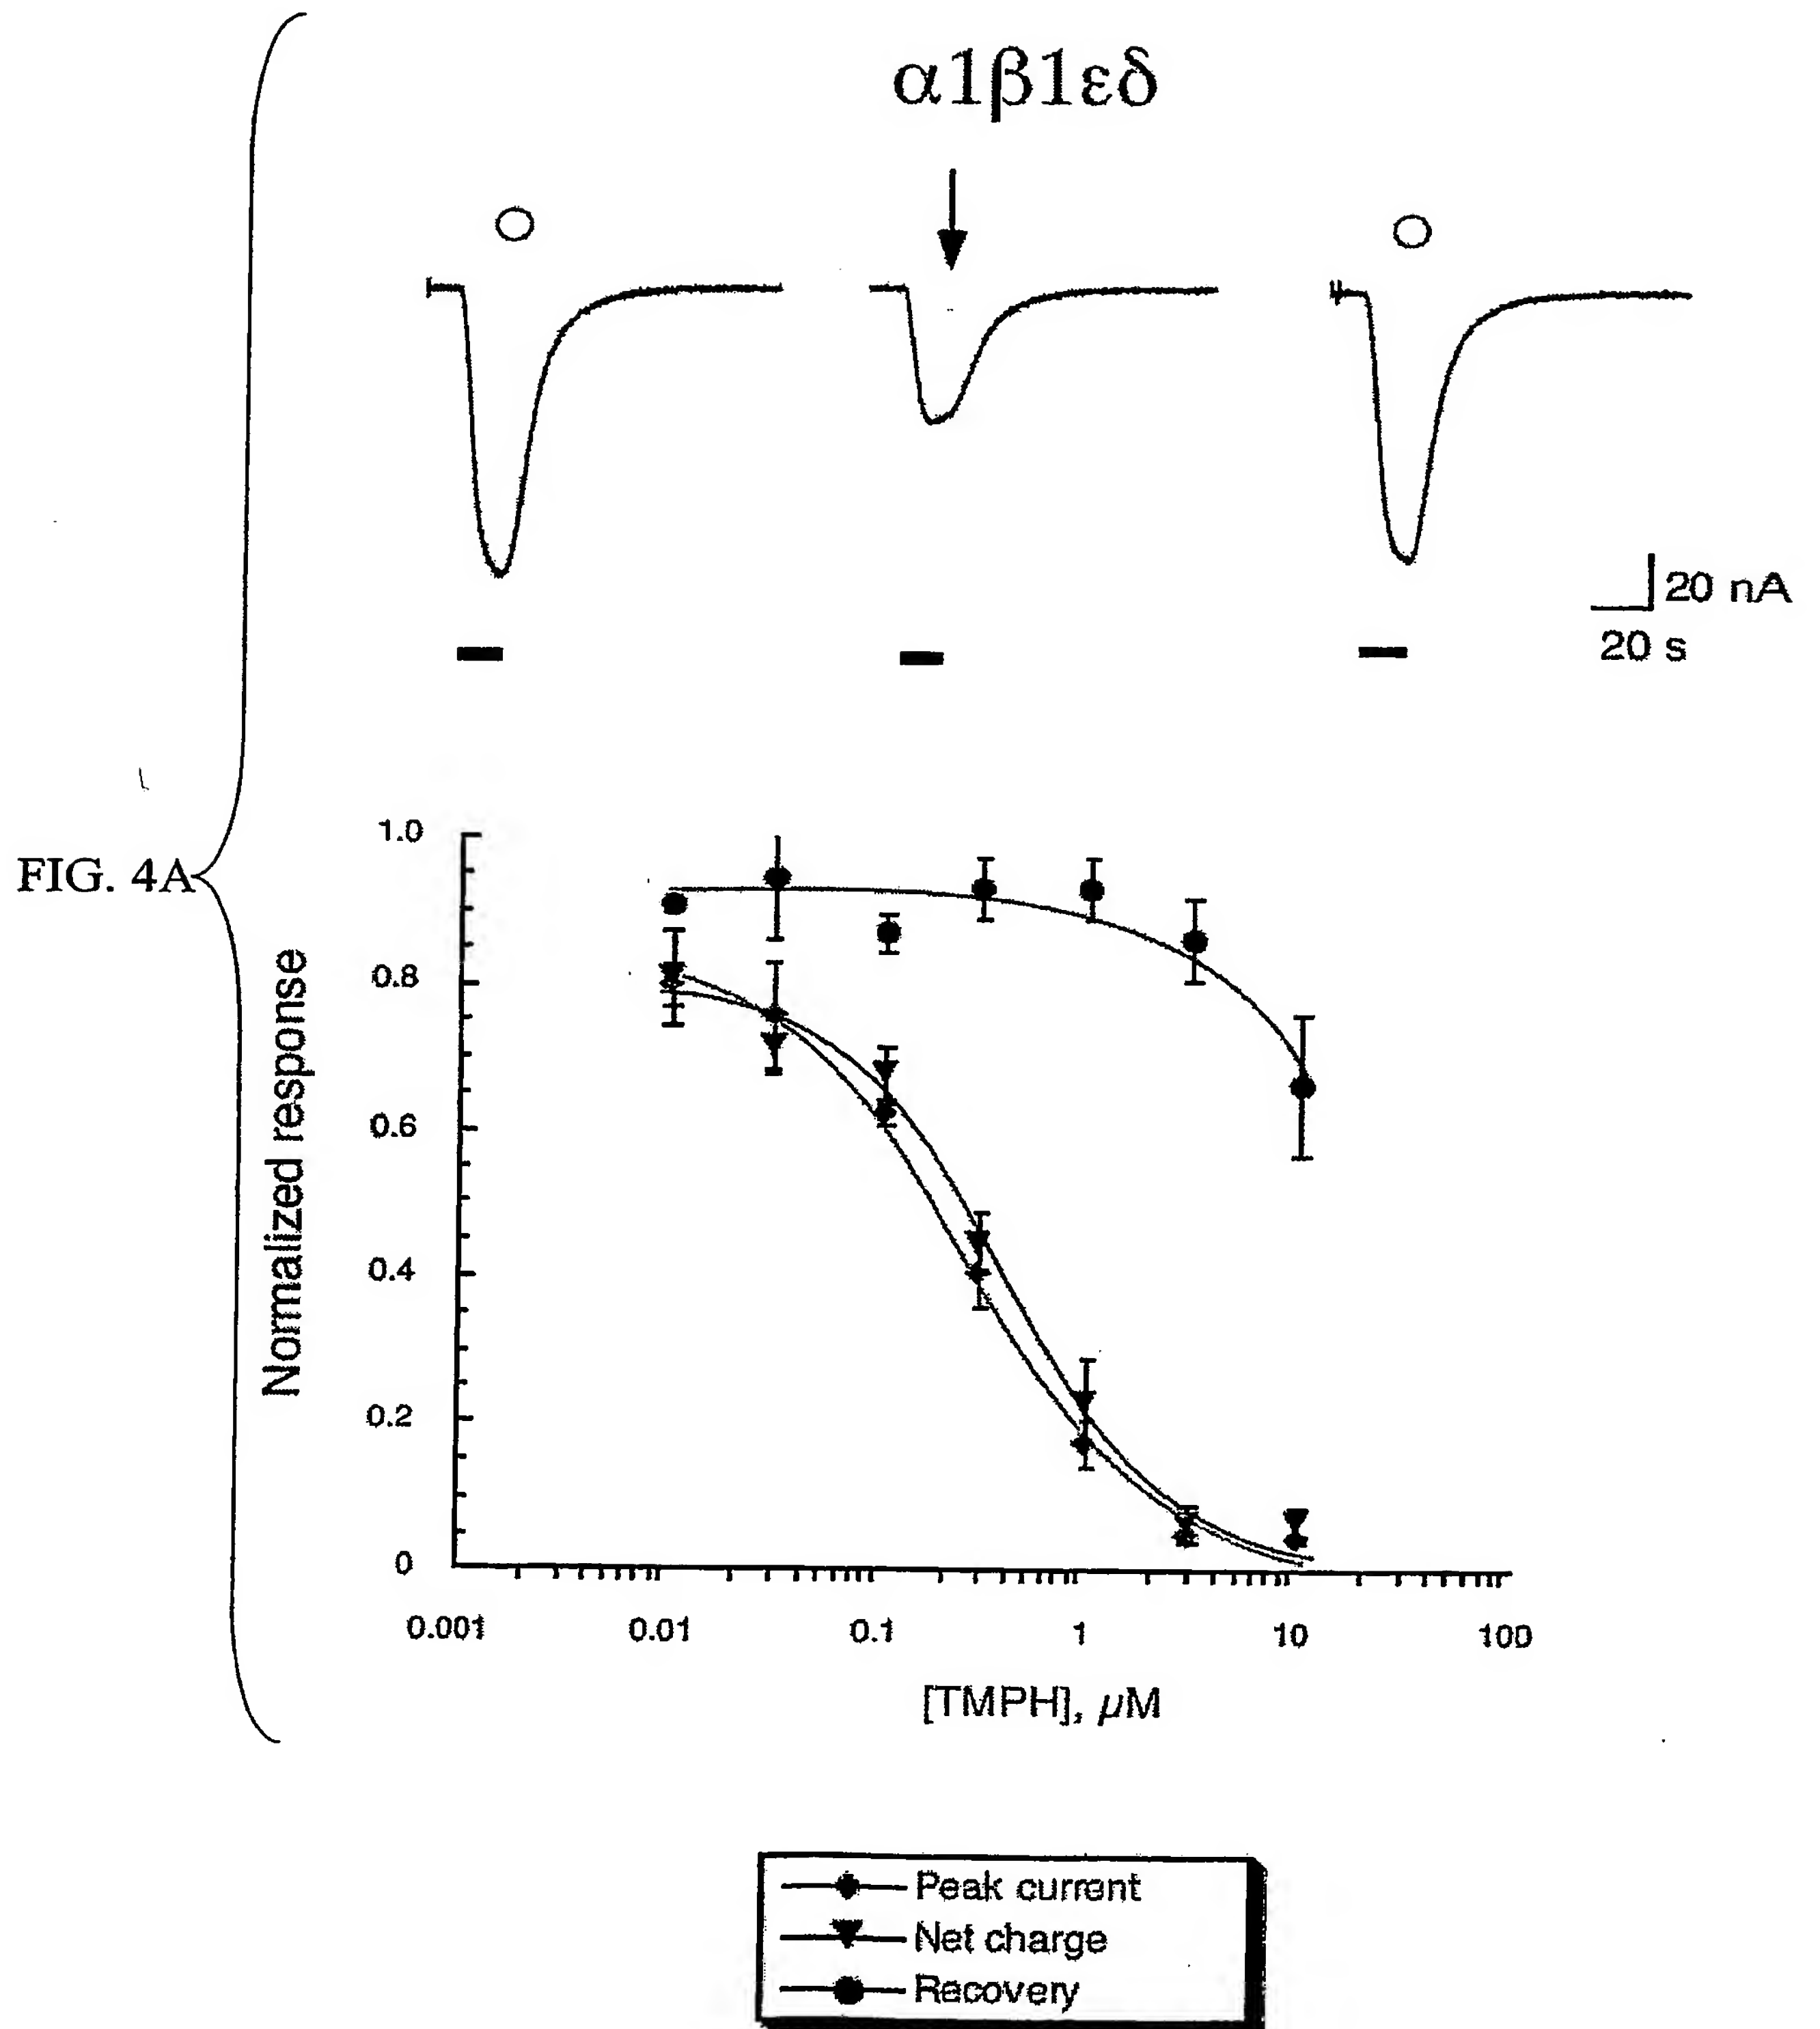 α1β1εδ
20 nA
20 s
FIG. 4A
Normalized response
1.0
0.8
0.6
0.4
0.2
0
0.001
0.01
0.1
1
10
100
[TMPH], μM
Peak current
Net charge
Recovery